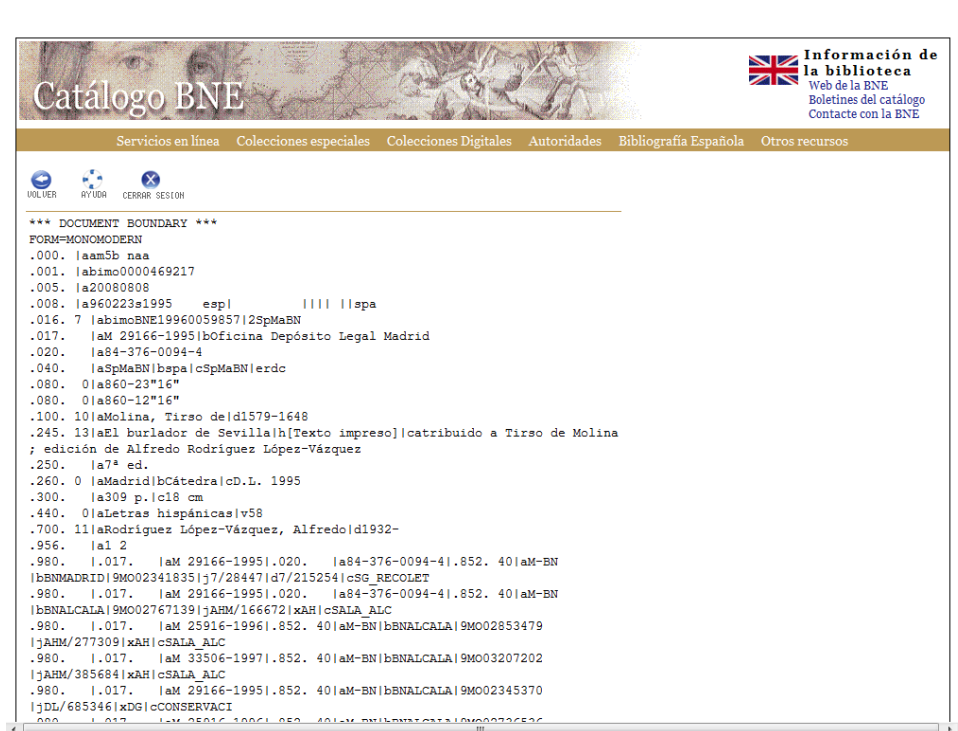 Catálogo BNE
Información de
la biblioteca
Web de la BNE
Boletines del catálogo
Contacte con la BNE
Servicios en línea Colecciones especiales Colecciones Digitales Autoridades Bibliografía Española Otros recursos
VOLVER AYUDA CERRAR SESION
*** DOCUMENT BOUNDARY ***
FORM=MONOMODERN
.000. |aam5b naa
.001. |abimo0000469217
.005. |a20080808
.008. |a960223s1995    esp|         |||| ||spa
.016. 7 |abimoBNE19960059857|2SpMaBN
.017.   |aM 29166-1995|bOficina Depósito Legal Madrid
.020.   |a84-376-0094-4
.040.   |aSpMaBN|bspa|cSpMaBN|erdc
.080.  0|a860-23"16"
.080.  0|a860-12"16"
.100. 10|aMolina, Tirso de|d1579-1648
.245. 13|aEl burlador de Sevilla|h[Texto impreso]|catribuido a Tirso de Molina
; edición de Alfredo Rodríguez López-Vázquez
.250.   |a7ª ed.
.260. 0 |aMadrid|bCátedra|cD.L. 1995
.300.   |a309 p.|c18 cm
.440.  0|aLetras hispánicas|v58
.700. 11|aRodríguez López-Vázquez, Alfredo|d1932-
.956.   |a1 2
.980.   |.017.   |aM 29166-1995|.020.   |a84-376-0094-4|.852. 40|aM-BN
|bBNMADRID|9MO02341835|j7/28447|d7/215254|cSG_RECOLET
.980.   |.017.   |aM 29166-1995|.020.   |a84-376-0094-4|.852. 40|aM-BN
|bBNALCALA|9MO02767139|jAHM/166672|xAH|cSALA_ALC
.980.   |.017.   |aM 25916-1996|.852. 40|aM-BN|bBNALCALA|9MO02853479
|jAHM/277309|xAH|cSALA_ALC
.980.   |.017.   |aM 33506-1997|.852. 40|aM-BN|bBNALCALA|9MO03207202
|jAHM/385684|xAH|cSALA_ALC
.980.   |.017.   |aM 29166-1995|.852. 40|aM-BN|bBNALCALA|9MO02345370
|jDL/685346|xDG|cCONSERVACI
.980.   |.017.   |aM 25916-1996|.852. 40|aM-BN|bBNALCALA|9MO02736536